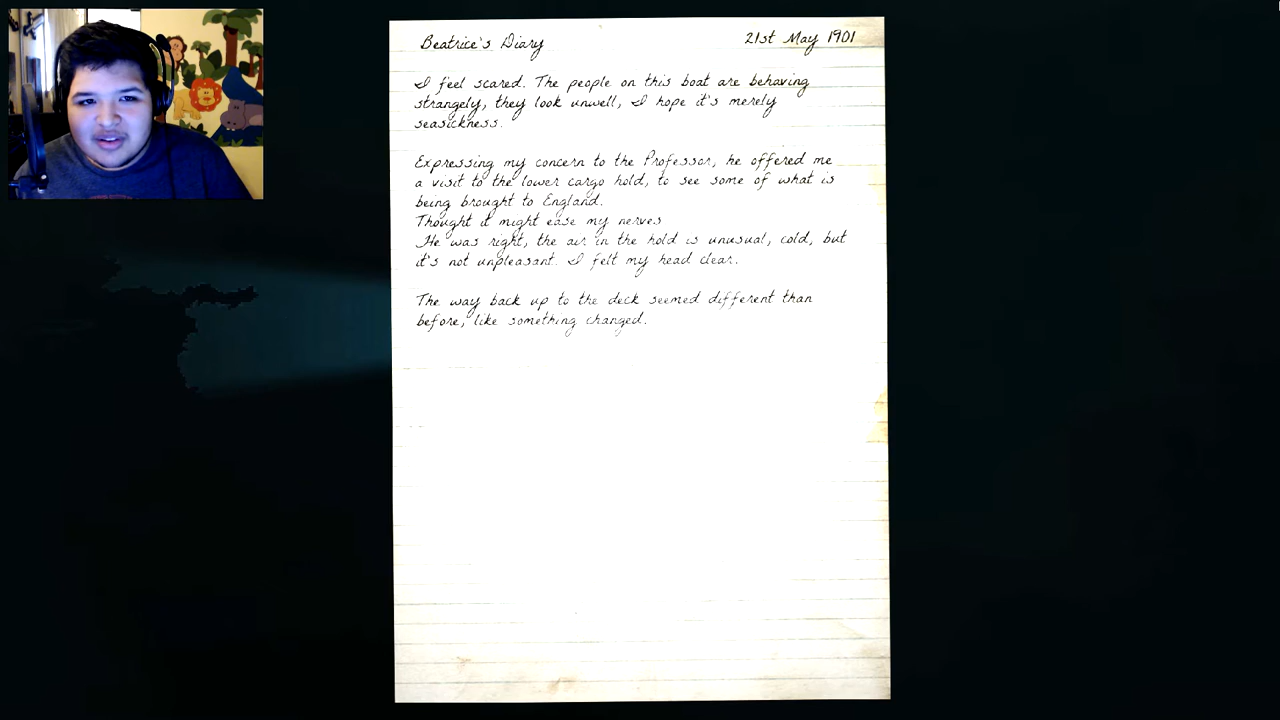 Beatrice's Diary
21st May 1901
I feel scared. The people on this boat are behaving
strangely, they look unwell, I hope it's merely
seasickness.
Expressing my concern to the Professor, he offered me
a visit to the lower cargo hold, to see some of what is
being brought to England.
Thought it might ease my nerves
He was right, the air in the hold is unusual, cold, but
it's not unpleasant. I felt my head clear.
The way back up to the deck seemed different than
before, like something changed.